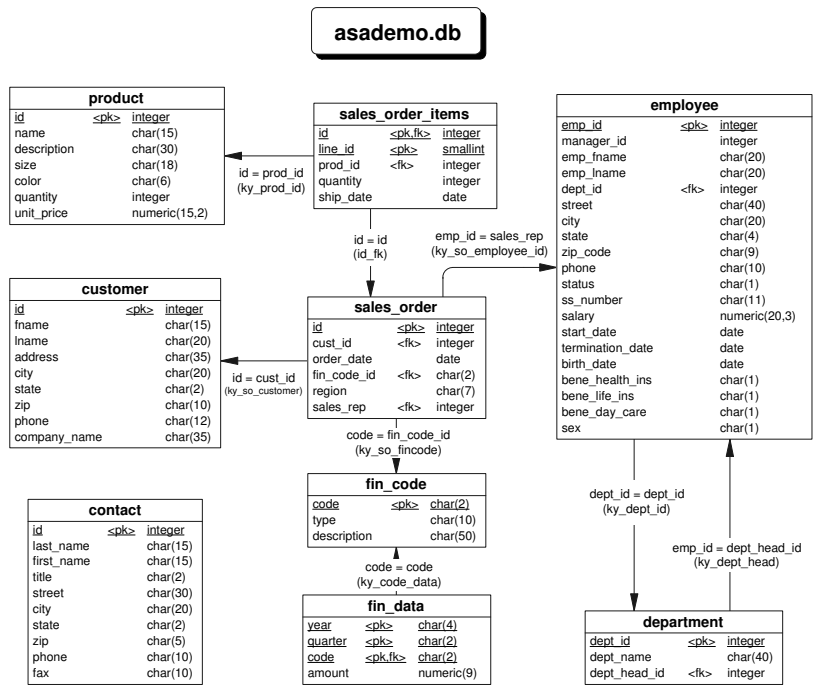 asademo.db
product
id <pk> integer
name char(15)
description char(30)
size char(18)
color char(6)
quantity integer
unit_price numeric(15,2)
id = prod_id
(ky_prod_id)
sales_order_items
id <pk,fk> integer
line_id <pk> smallint
prod_id <fk> integer
quantity integer
ship_date date
id = id
(id_fk)
emp_id = sales_rep
(ky_so_employee_id)
employee
emp_id <pk> integer
manager_id integer
emp_fname char(20)
emp_lname char(20)
dept_id <fk> integer
street char(40)
city char(20)
state char(4)
zip_code char(9)
phone char(10)
status char(1)
ss_number char(11)
salary numeric(20,3)
start_date date
termination_date date
birth_date date
bene_health_ins char(1)
bene_life_ins char(1)
bene_day_care char(1)
sex char(1)
customer
id <pk> integer
fname char(15)
lname char(20)
address char(35)
city char(20)
state char(2)
zip char(10)
phone char(12)
company_name char(35)
id = cust_id
(ky_so_customer)
sales_order
id <pk> integer
cust_id <fk> integer
order_date date
fin_code_id <fk> char(2)
region char(7)
sales_rep <fk> integer
code = fin_code_id
(ky_so_fincode)
fin_code
code <pk> char(2)
type char(10)
description char(50)
code = code
(ky_code_data)
fin_data
year <pk> char(4)
quarter <pk> char(2)
code <pk,fk> char(2)
amount numeric(9)
contact
id <pk> integer
last_name char(15)
first_name char(15)
title char(2)
street char(30)
city char(20)
state char(2)
zip char(5)
phone char(10)
fax char(10)
dept_id = dept_id
(ky_dept_id)
emp_id = dept_head_id
(ky_dept_head)
department
dept_id <pk> integer
dept_name char(40)
dept_head_id <fk> integer